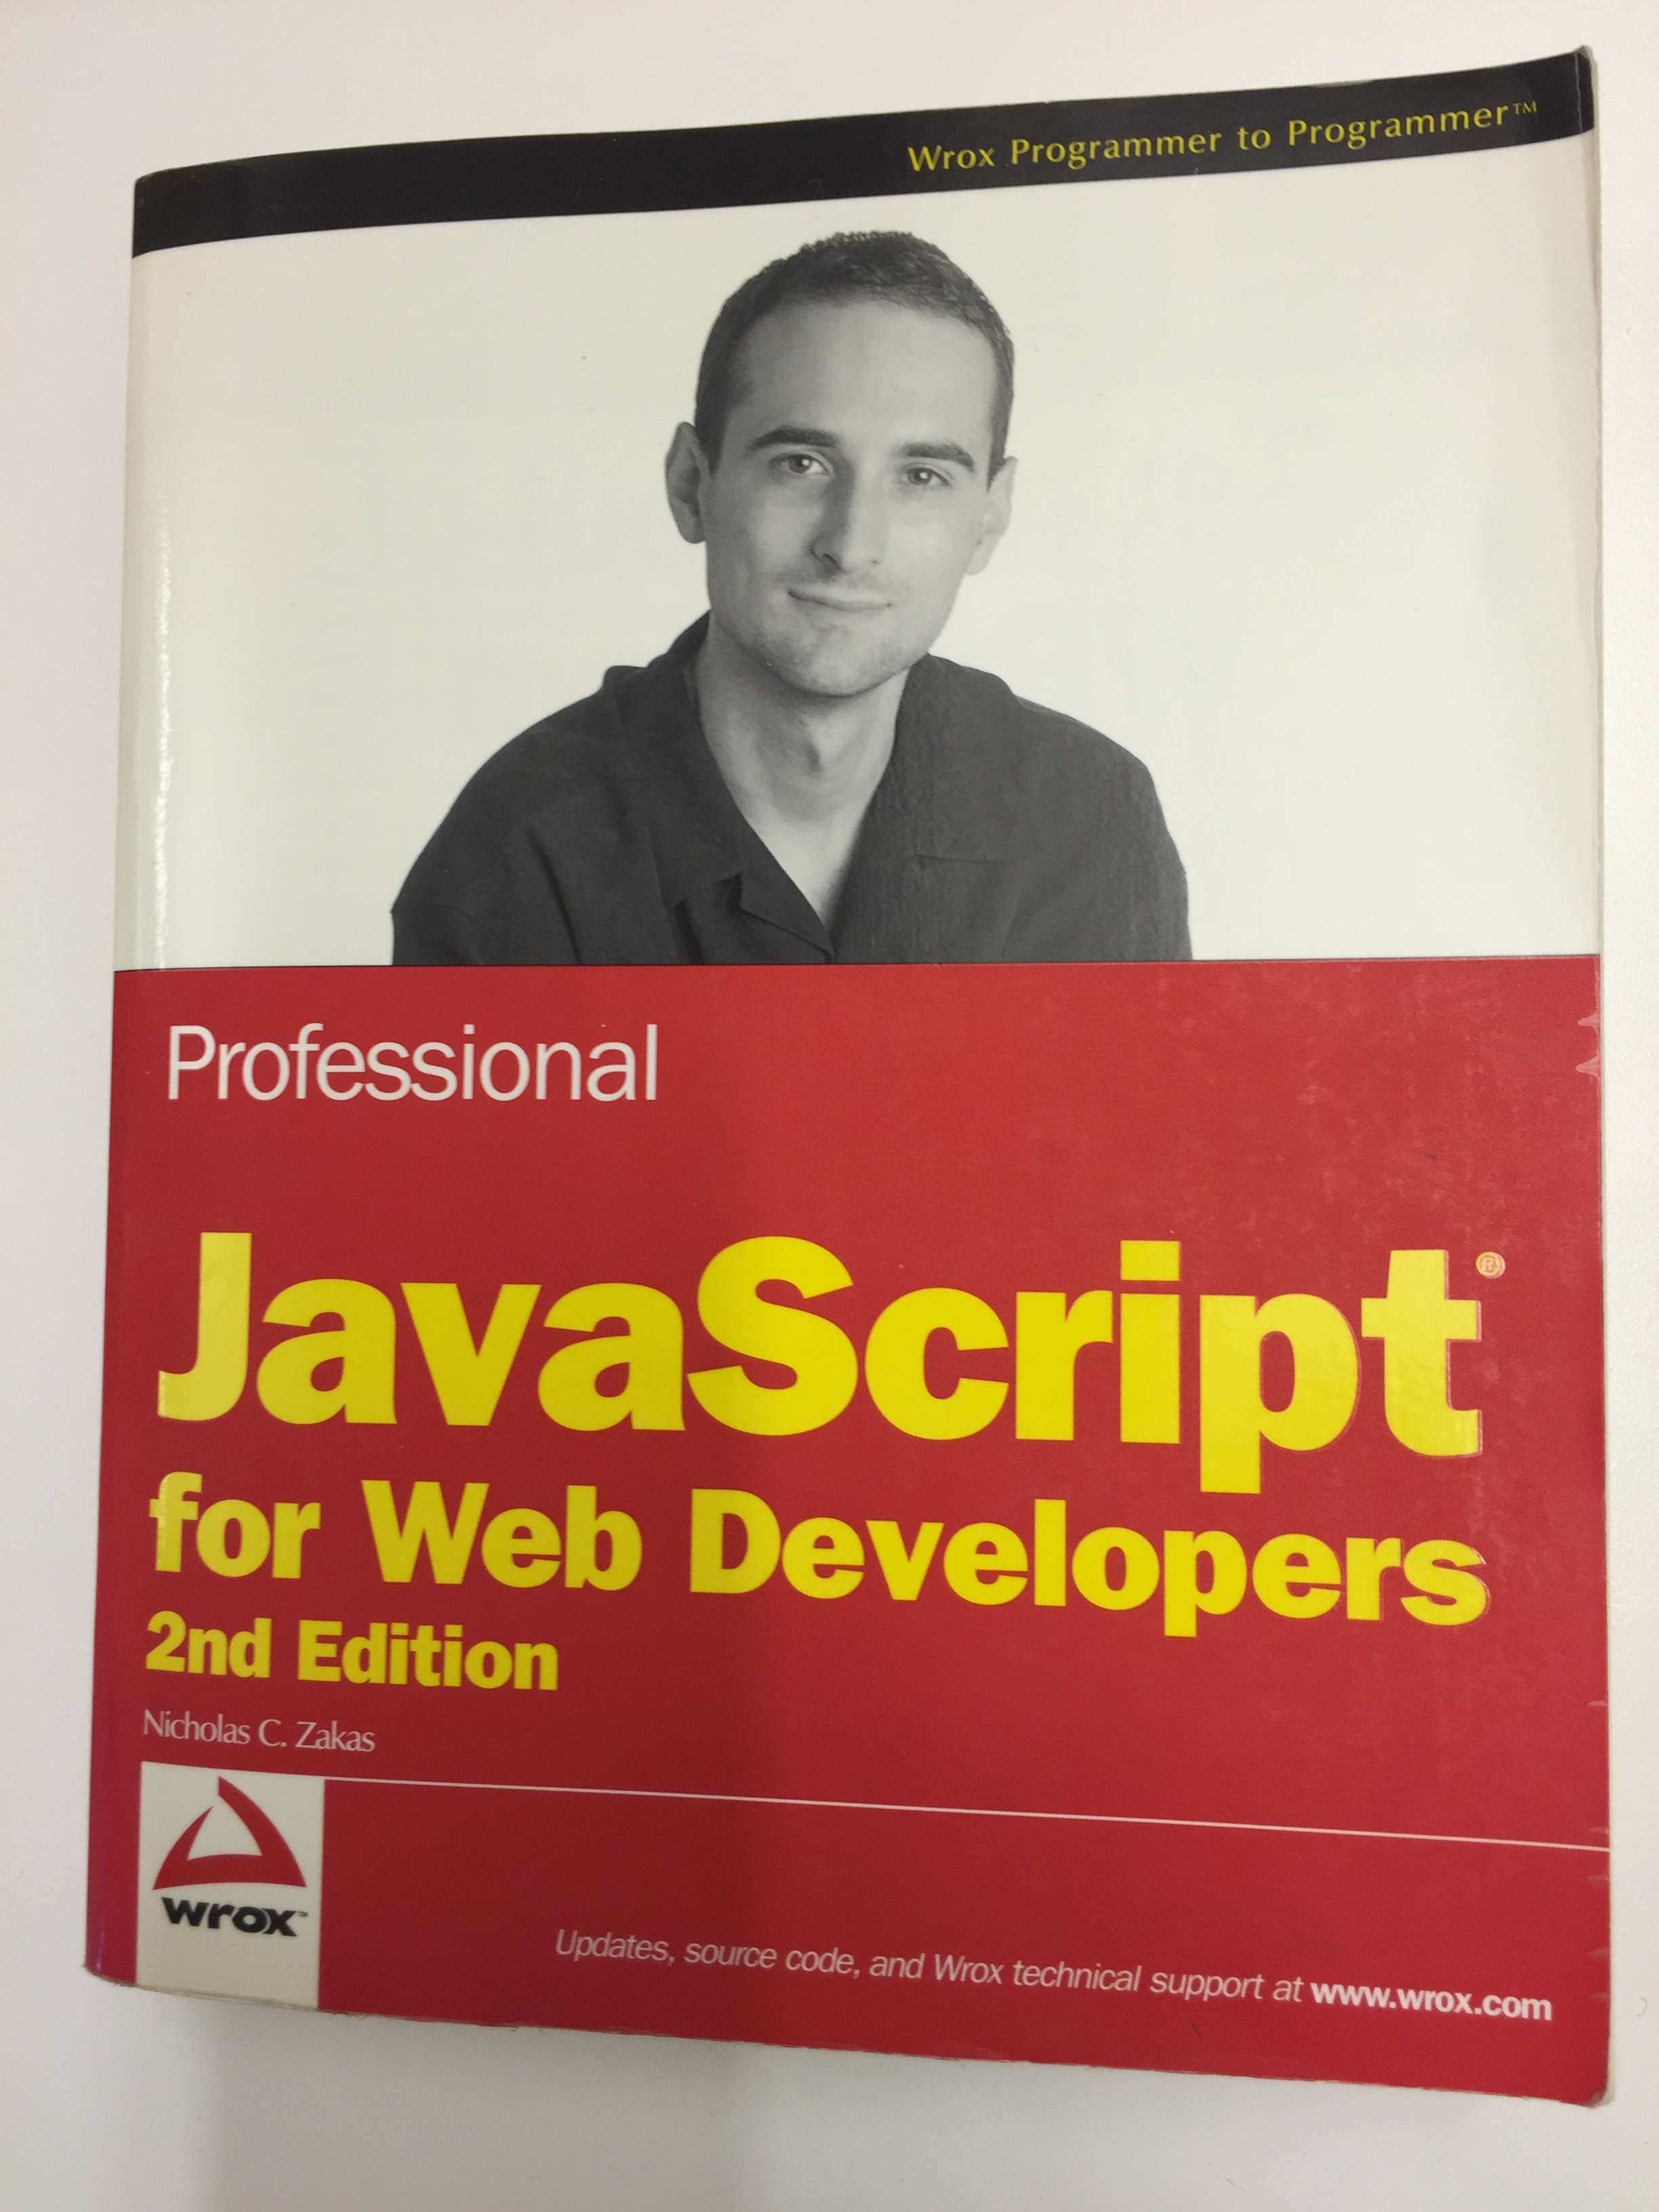 Wrox Programmer to Programmer™
Professional
JavaScript®
for Web Developers
2nd Edition
Nicholas C. Zakas
wrox™
Updates, source code, and Wrox technical support at www.wrox.com